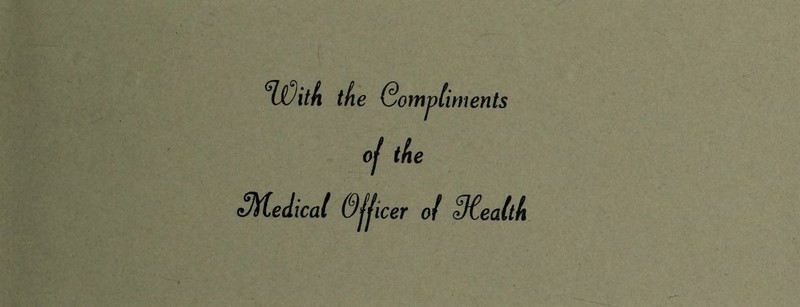 With the Compliments
of the
Medical Officer of Health